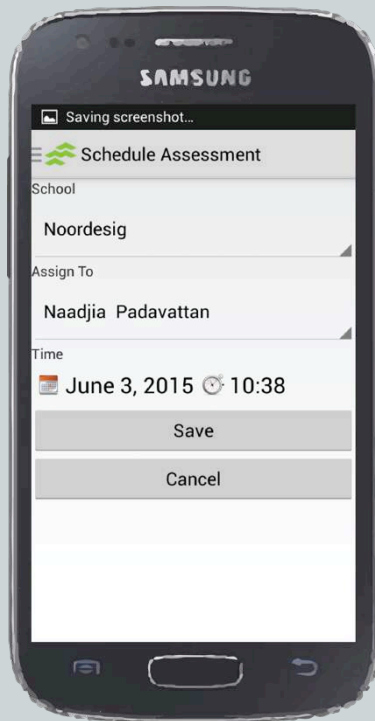 SAMSUNG
Saving screenshot...
Schedule Assessment
School
Noordesig
Assign To
Naadjia Padavattan
Time
June 3, 2015 10:38
Save
Cancel